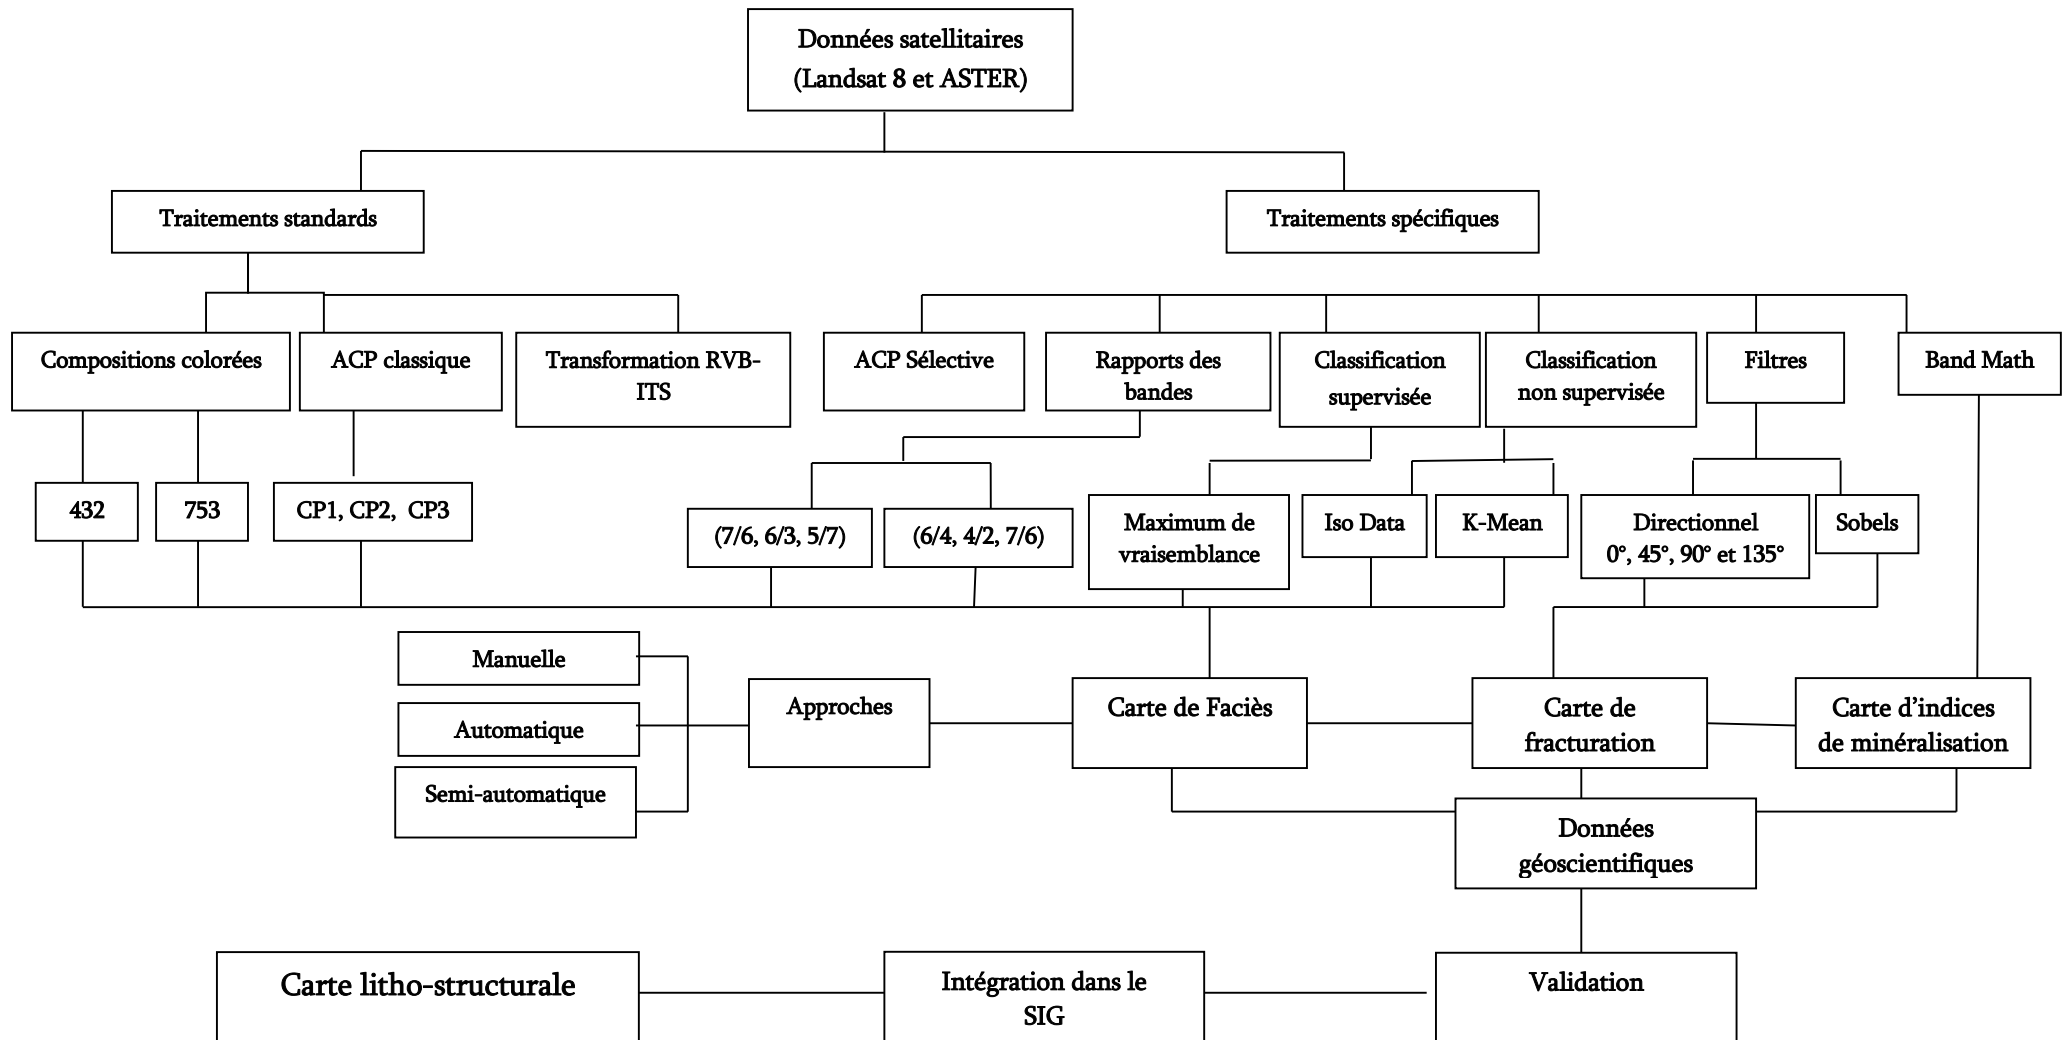 Données satellitaires
(Landsat 8 et ASTER)
Traitements standards
Traitements spécifiques
Compositions colorées
ACP classique
Transformation RVB-
ITS
ACP Sélective
Rapports des
bandes
Classification
supervisée
Classification
non supervisée
Filtres
Band Math
432
753
CP1, CP2, CP3
(7/6, 6/3, 5/7)
(6/4, 4/2, 7/6)
Maximum de
vraisemblance
Iso Data
K-Mean
Directionnel
0°, 45°, 90° et 135°
Sobels
Manuelle
Automatique
Semi-automatique
Approches
Carte de Faciès
Carte de
fracturation
Carte d’indices
de minéralisation
Données
géoscientifiques
Carte litho-structurale
Intégration dans le
SIG
Validation